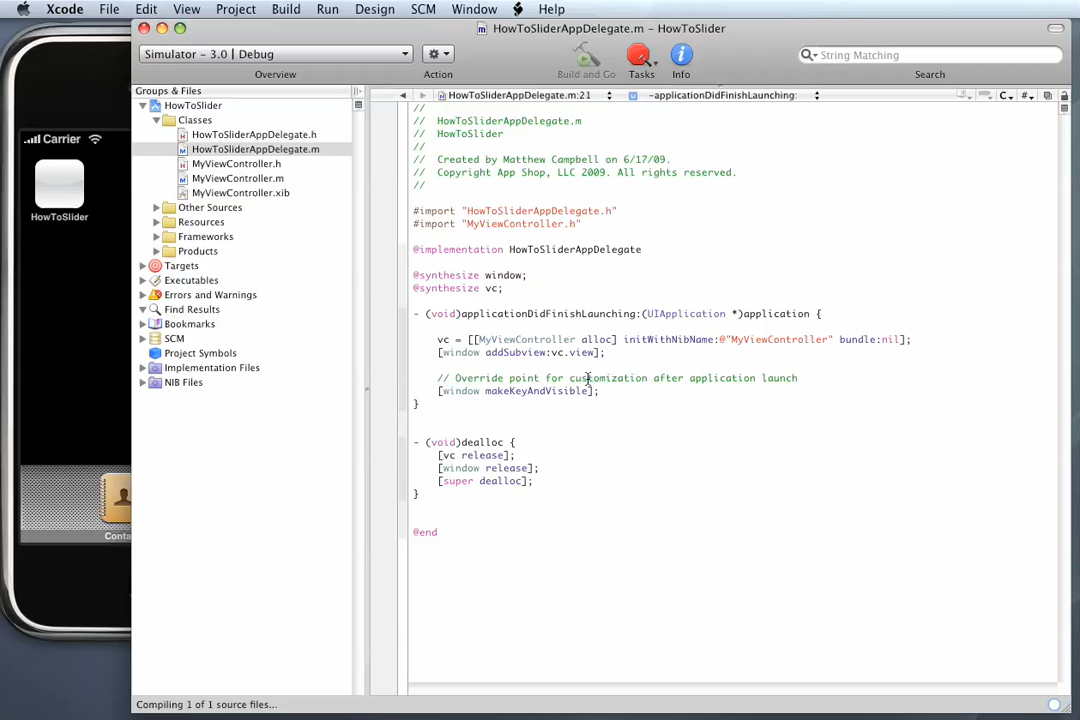 Xcode File Edit View Project Build Run Design SCM Window Help
HowToSliderAppDelegate.m – HowToSlider
Simulator - 3.0 | Debug
String Matching
Overview
Action
Build and Go
Tasks
Info
Search
Groups & Files
HowToSliderAppDelegate.m:21
-applicationDidFinishLaunching:
C
#
HowToSlider
Classes
HowToSliderAppDelegate.h
HowToSliderAppDelegate.m
MyViewController.h
MyViewController.m
MyViewController.xib
Other Sources
Resources
Frameworks
Products
Targets
Executables
Errors and Warnings
Find Results
Bookmarks
SCM
Project Symbols
Implementation Files
NIB Files
Carrier
HowToSlider
Conta
//
// HowToSliderAppDelegate.m
// HowToSlider
//
// Created by Matthew Campbell on 6/17/09.
// Copyright App Shop, LLC 2009. All rights reserved.
//
#import "HowToSliderAppDelegate.h"
#import "MyViewController.h"
@implementation HowToSliderAppDelegate
@synthesize window;
@synthesize vc;
- (void)applicationDidFinishLaunching:(UIApplication *)application {
vc = [[MyViewController alloc] initWithNibName:@"MyViewController" bundle:nil];
[window addSubview:vc.view];
// Override point for customization after application launch
[window makeKeyAndVisible];
}
- (void)dealloc {
[vc release];
[window release];
[super dealloc];
}
@end
Compiling 1 of 1 source files...